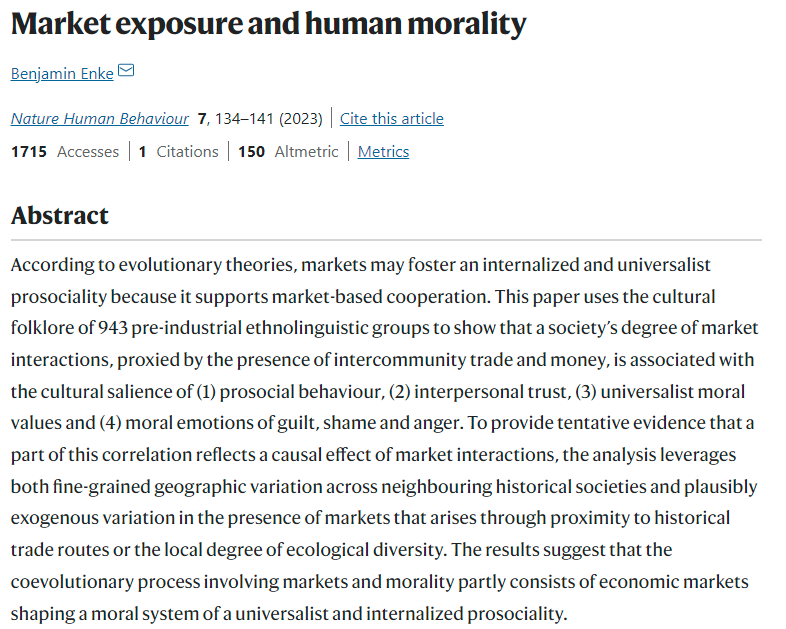 Market exposure and human morality
Benjamin Enke
Nature Human Behaviour 7, 134–141 (2023) | Cite this article
1715 Accesses | 1 Citations | 150 Altmetric | Metrics
Abstract
According to evolutionary theories, markets may foster an internalized and universalist
prosociality because it supports market-based cooperation. This paper uses the cultural
folklore of 943 pre-industrial ethnolinguistic groups to show that a society’s degree of market
interactions, proxied by the presence of intercommunity trade and money, is associated with
the cultural salience of (1) prosocial behaviour, (2) interpersonal trust, (3) universalist moral
values and (4) moral emotions of guilt, shame and anger. To provide tentative evidence that a
part of this correlation reflects a causal effect of market interactions, the analysis leverages
both fine-grained geographic variation across neighbouring historical societies and plausibly
exogenous variation in the presence of markets that arises through proximity to historical
trade routes or the local degree of ecological diversity. The results suggest that the
coevolutionary process involving markets and morality partly consists of economic markets
shaping a moral system of a universalist and internalized prosociality.